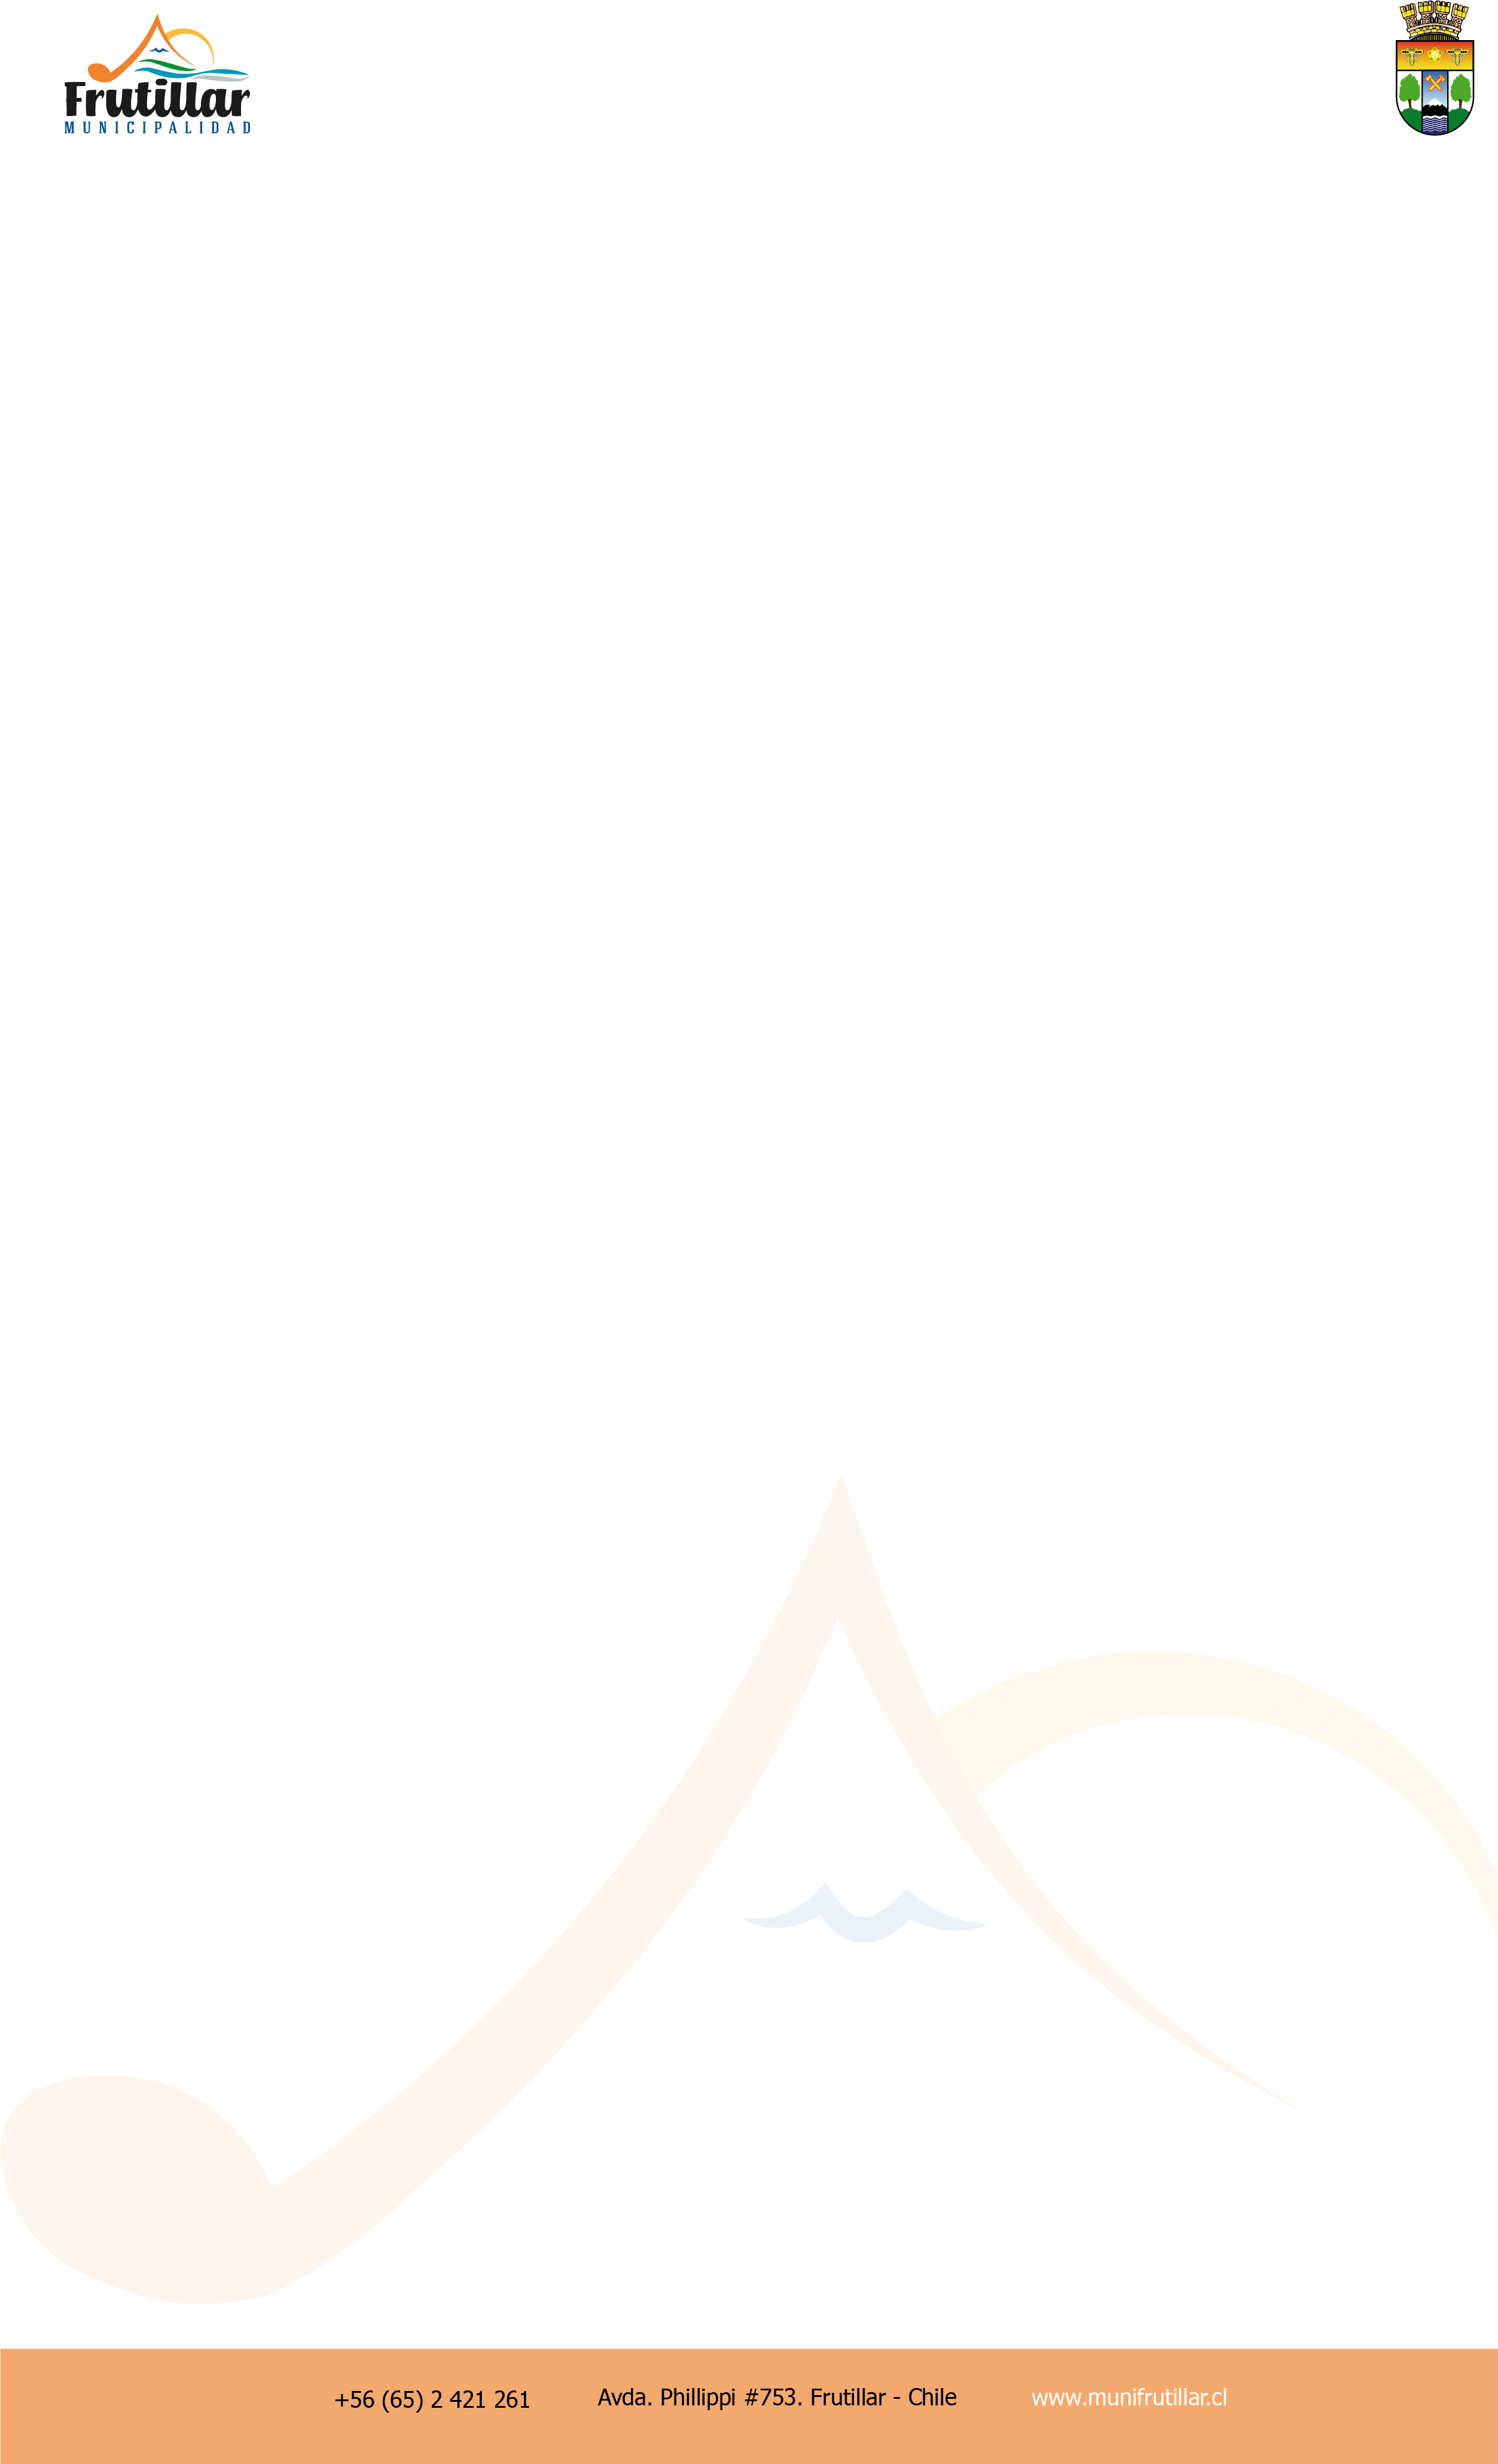 Frutillar
MUNICIPALIDAD
+56 (65) 2 421 261 Avda. Phillippi #753. Frutillar - Chile www.munifrutillar.cl